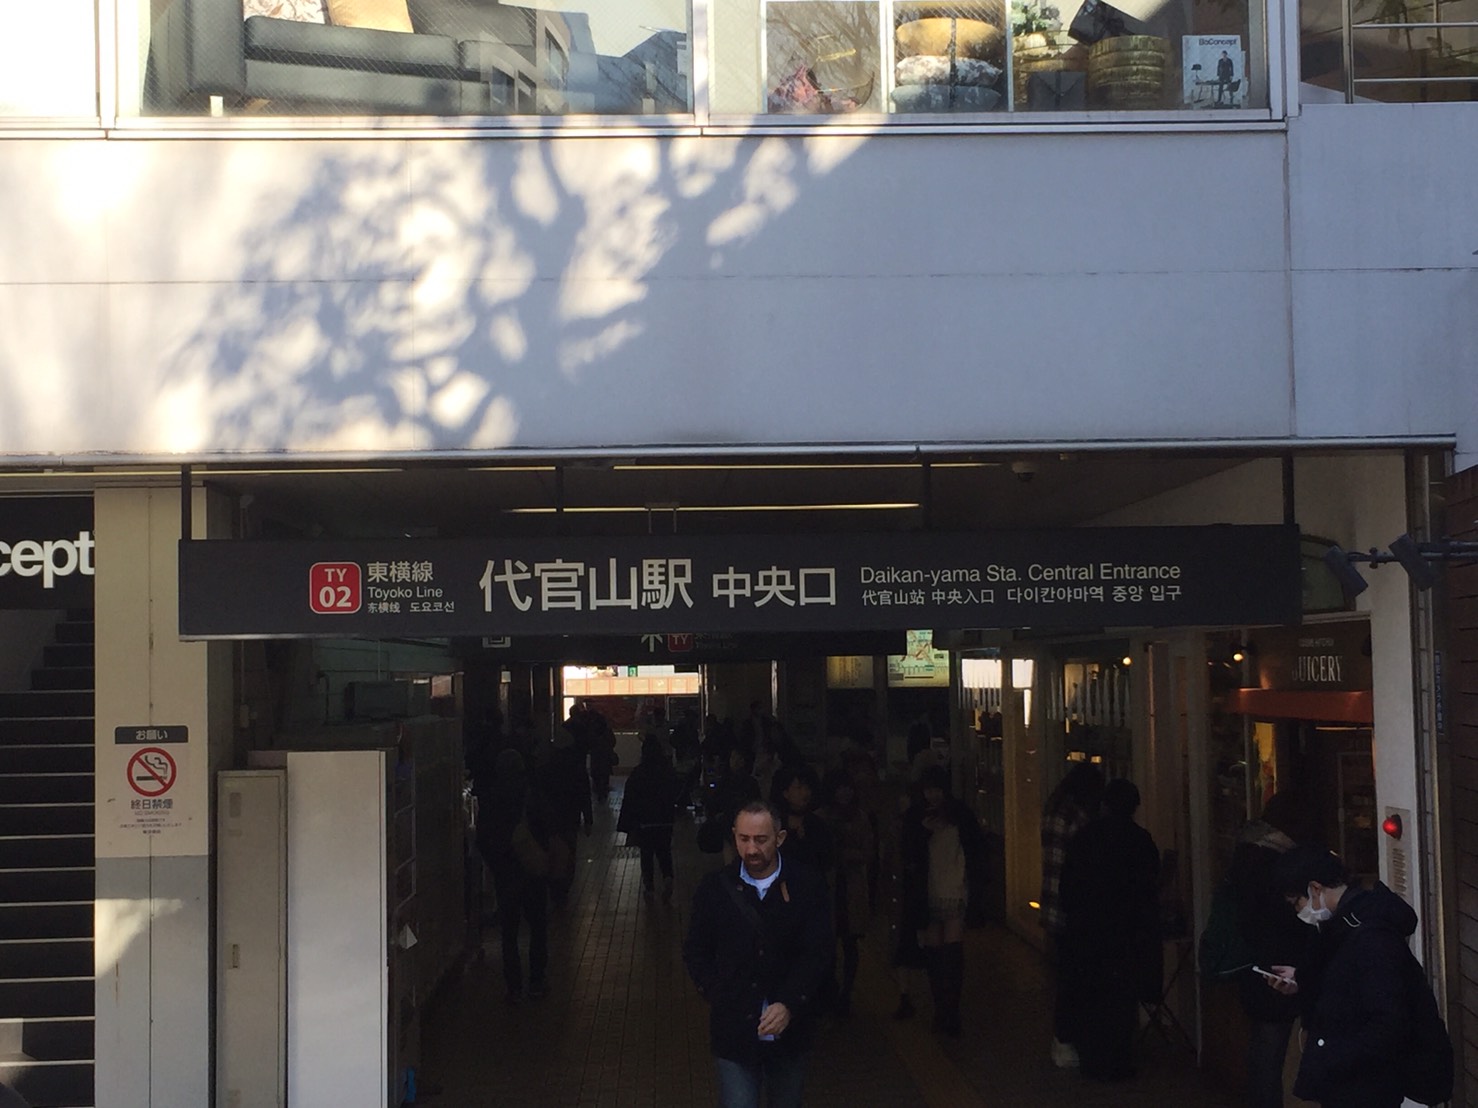 BoConcept
cept
TY
02
東横線
Tōyoko Line
东横线 도요코선
代官山駅 中央口
Daikan-yama Sta. Central Entrance
代官山站 中央入口 다이칸야마역 중앙 입구
TY
JUICERY
お願い
終日禁煙